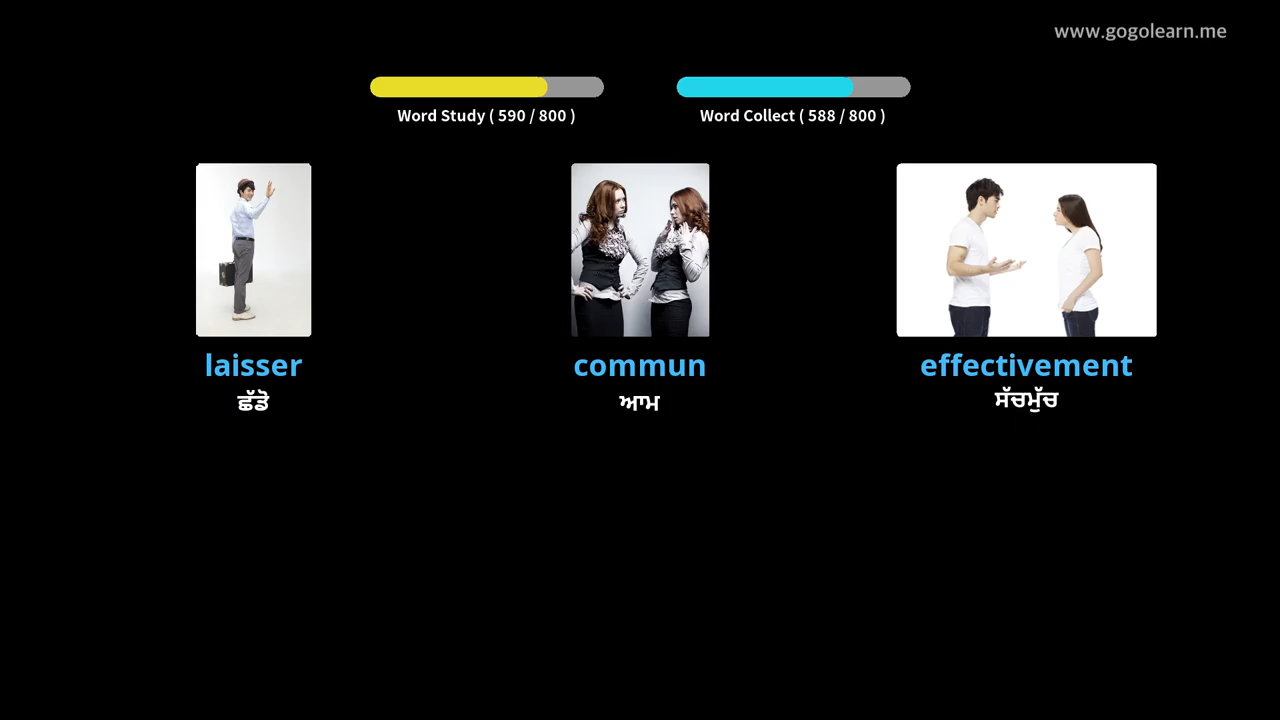 www.gogolearn.me
Word Study ( 590 / 800 )
Word Collect ( 588 / 800 )
laisser
commun
effectivement
ਛੱਡੋ
ਆਮ
ਸੱਚਮੁੱਚ